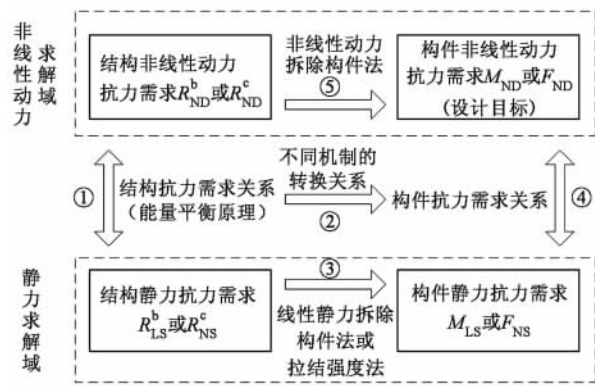 非线性动力
求解域
结构非线性动力
抗力需求R_ND^b或R_ND^c
非线性动力
拆除构件法
⑤
构件非线性动力
抗力需求M_ND或F_ND
(设计目标)
①
结构抗力需求关系
(能量平衡原理)
不同机制的
转换关系
②
构件抗力需求关系
④
静力求解域
结构静力抗力需求
R_LS^b或R_NS^c
③
线性静力拆除
构件法或
拉结强度法
构件静力抗力需求
M_LS或F_NS